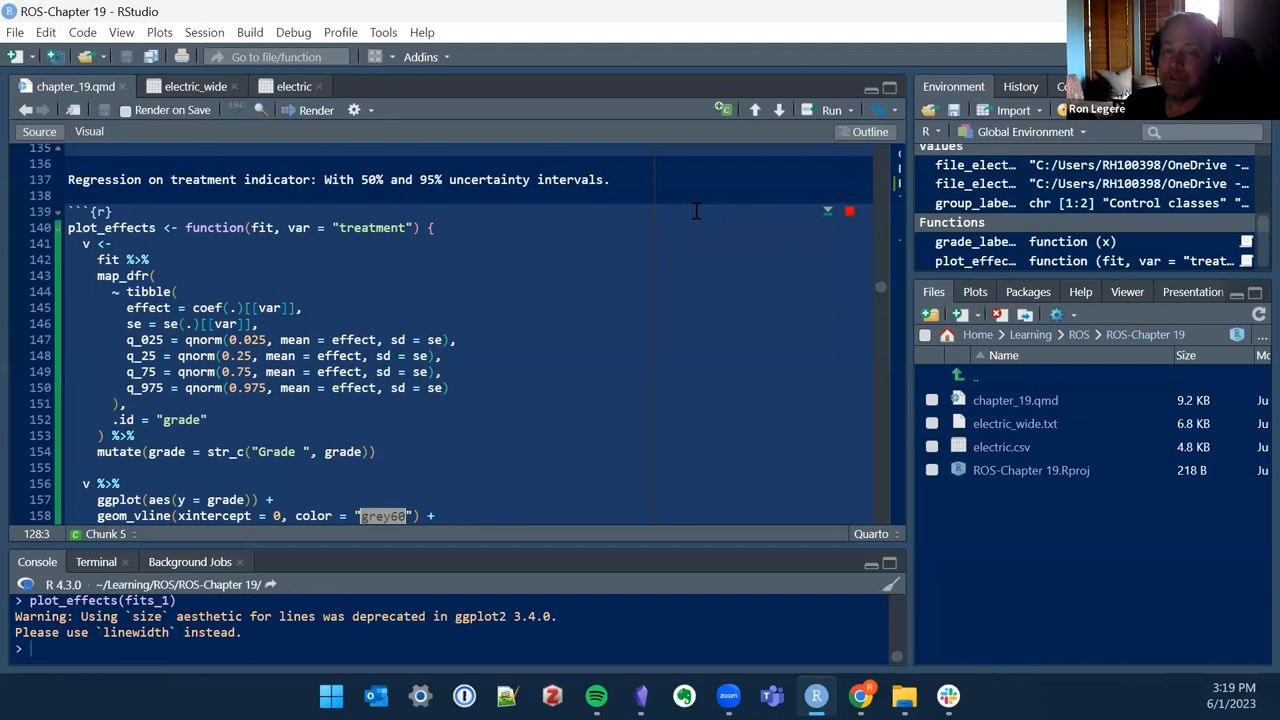 ROS-Chapter 19 - RStudio
File Edit Code View Plots Session Build Debug Profile Tools Help
Go to file/function
Addins
Ron Legere
chapter_19.qmd
electric_wide
electric
Render on Save
ABC
Render
Run
Source
Visual
Outline
135
136
137 Regression on treatment indicator: With 50% and 95% uncertainty intervals.
138
139 ```{r}
140 plot_effects <- function(fit, var = "treatment") {
141 v <-
142 fit %>%
143 map_dfr(
144 ~ tibble(
145 effect = coef(.)[[var]],
146 se = se(.)[[var]],
147 q_025 = qnorm(0.025, mean = effect, sd = se),
148 q_25 = qnorm(0.25, mean = effect, sd = se),
149 q_75 = qnorm(0.75, mean = effect, sd = se),
150 q_975 = qnorm(0.975, mean = effect, sd = se)
151 ),
152 .id = "grade"
153 ) %>%
154 mutate(grade = str_c("Grade ", grade))
155
156 v %>%
157 ggplot(aes(y = grade)) +
158 geom_vline(xintercept = 0, color = "grey60") +
128:3
Chunk 5
Quarto
Console Terminal Background Jobs
R 4.3.0 · ~/Learning/ROS/ROS-Chapter 19/
> plot_effects(fits_1)
Warning: Using `size` aesthetic for lines was deprecated in ggplot2 3.4.0.
Please use `linewidth` instead.
>
Environment History
Import
R Global Environment
Values
file_elect… "C:/Users/RH100398/OneDrive -…
file_elect… "C:/Users/RH100398/OneDrive -…
group_labe… chr [1:2] "Control classes" "…
Functions
grade_labe… function (x)
plot_effec… function (fit, var = "treat…
Files Plots Packages Help Viewer Presentation
Home Learning ROS ROS-Chapter 19
...
Name Size Mo
..
chapter_19.qmd 9.2 KB Ju
electric_wide.txt 6.8 KB Ju
electric.csv 4.8 KB Ju
ROS-Chapter 19.Rproj 218 B Ju
zoom
3:19 PM
6/1/2023